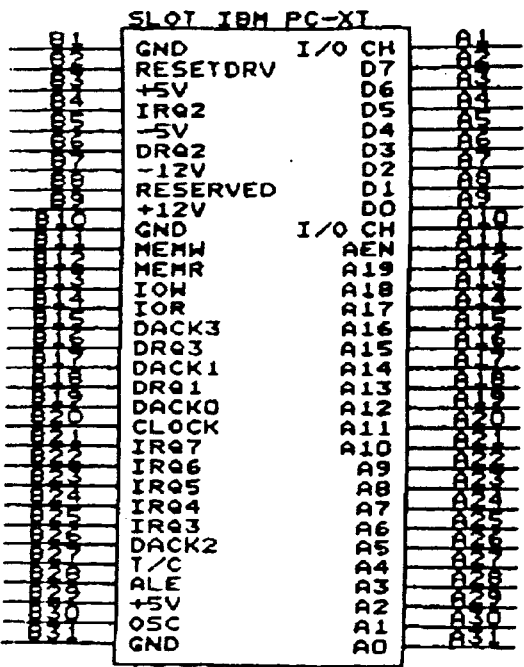 SLOT IBM PC-XT
B1 GND I/O CH A1
B2 RESETDRV D7 A2
B3 +5V D6 A3
B4 IRQ2 D5 A4
B5 -5V D4 A5
B6 DRQ2 D3 A6
B7 -12V D2 A7
B8 RESERVED D1 A8
B9 +12V D0 A9
B10 GND I/O CH A10
B11 MEMW AEN A11
B12 MEMR A19 A12
B13 IOW A18 A13
B14 IOR A17 A14
B15 DACK3 A16 A15
B16 DRQ3 A15 A16
B17 DACK1 A14 A17
B18 DRQ1 A13 A18
B19 DACK0 A12 A19
B20 CLOCK A11 A20
B21 IRQ7 A10 A21
B22 IRQ6 A9 A22
B23 IRQ5 A8 A23
B24 IRQ4 A7 A24
B25 IRQ3 A6 A25
B26 DACK2 A5 A26
B27 T/C A4 A27
B28 ALE A3 A28
B29 +5V A2 A29
B30 OSC A1 A30
B31 GND A0 A31